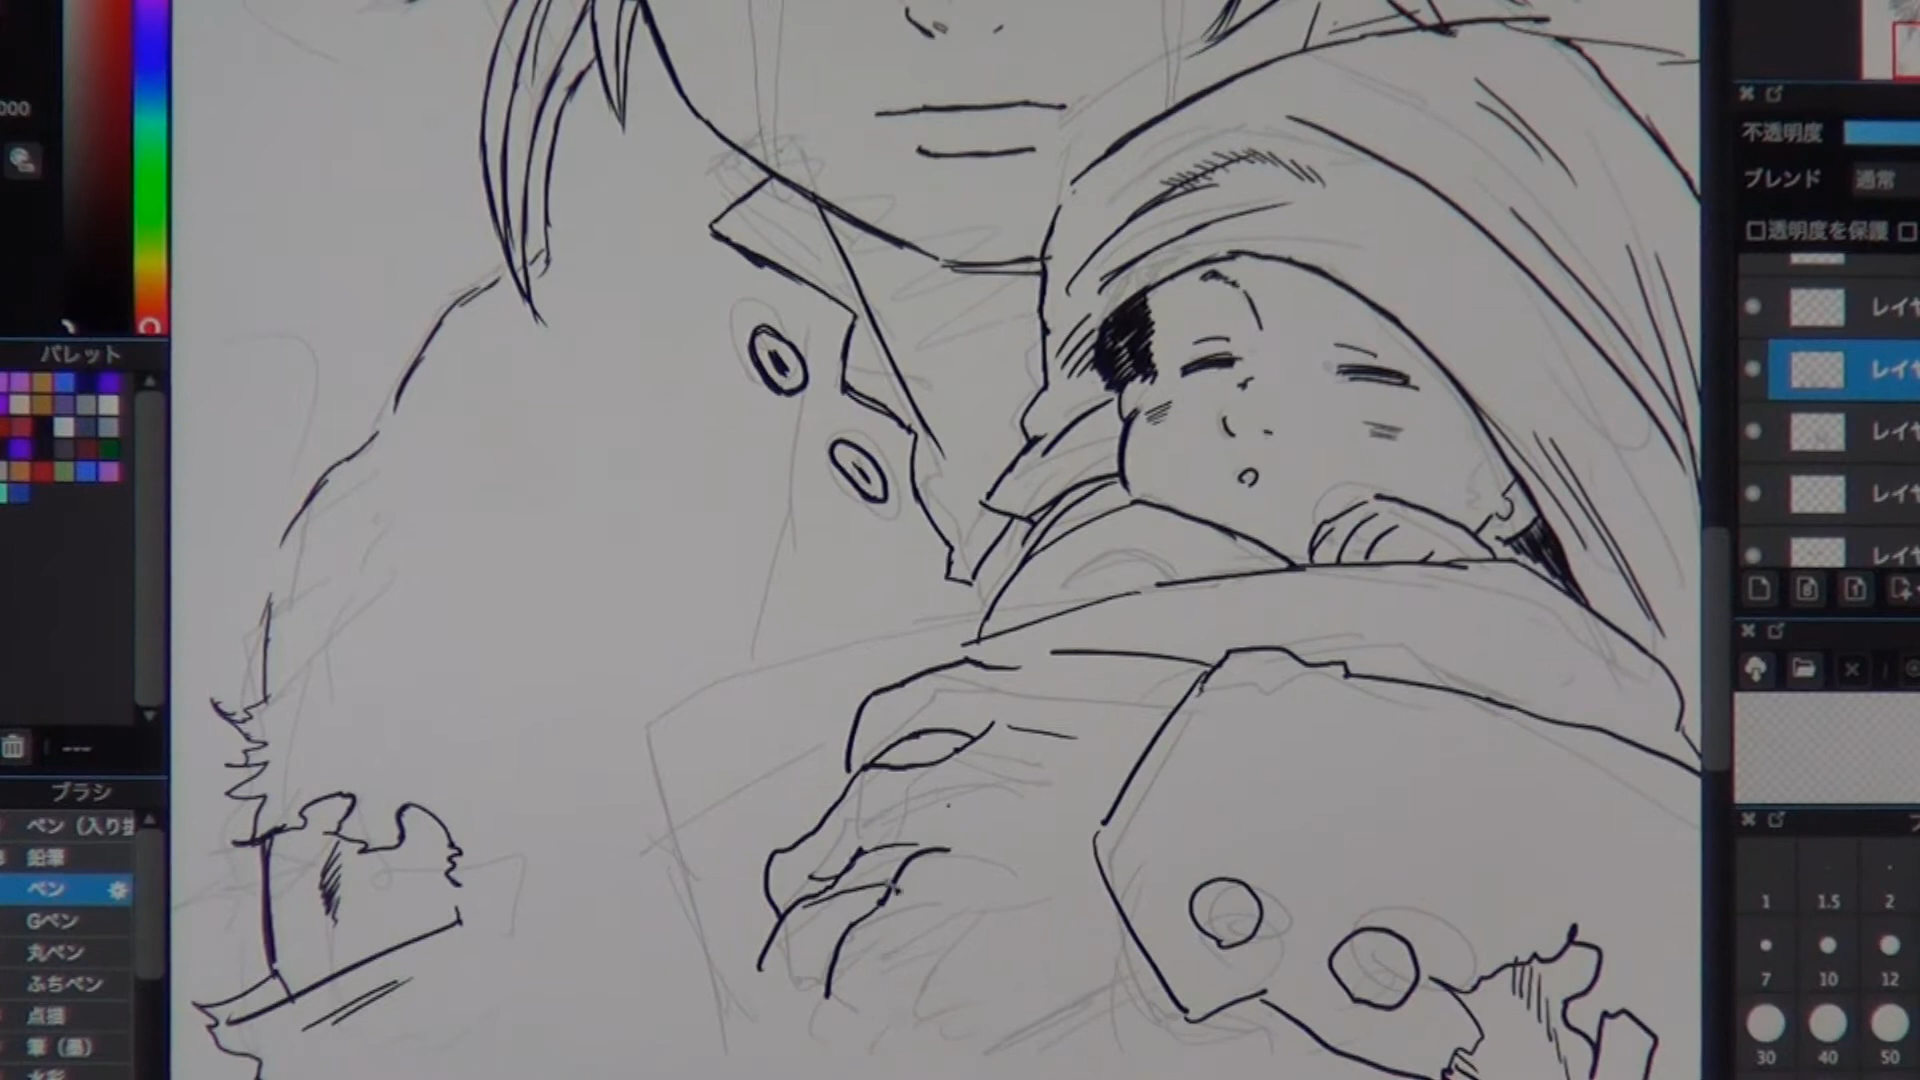 000
パレット
---
ブラシ
ペン（入り抜
鉛筆
ペン
Gペン
丸ペン
ふちペン
点描
筆（墨）
水彩
不透明度
ブレンド 通常
透明度を保護
レイヤ
レイヤ
レイヤ
レイヤ
レイヤ
1 1.5 2
7 10 12
30 40 50